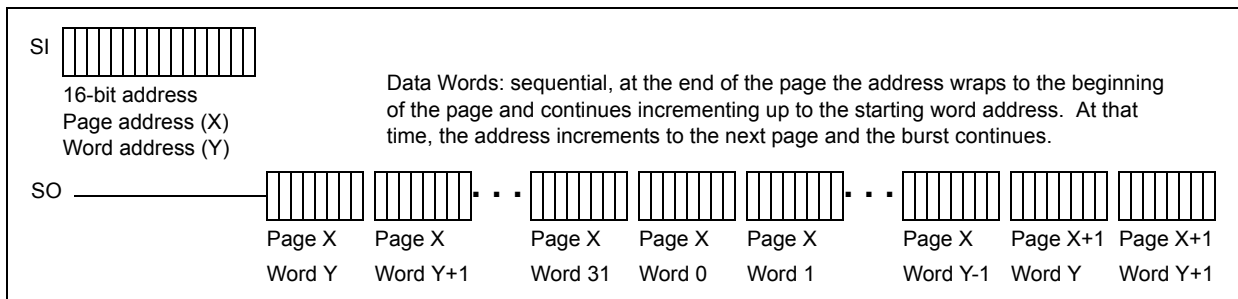 SI
16-bit address
Page address (X)
Word address (Y)
Data Words: sequential, at the end of the page the address wraps to the beginning
of the page and continues incrementing up to the starting word address. At that
time, the address increments to the next page and the burst continues.
SO
. . . . . .
Page X Page X Page X Page X Page X Page X Page X+1 Page X+1
Word Y Word Y+1 Word 31 Word 0 Word 1 Word Y-1 Word Y Word Y+1